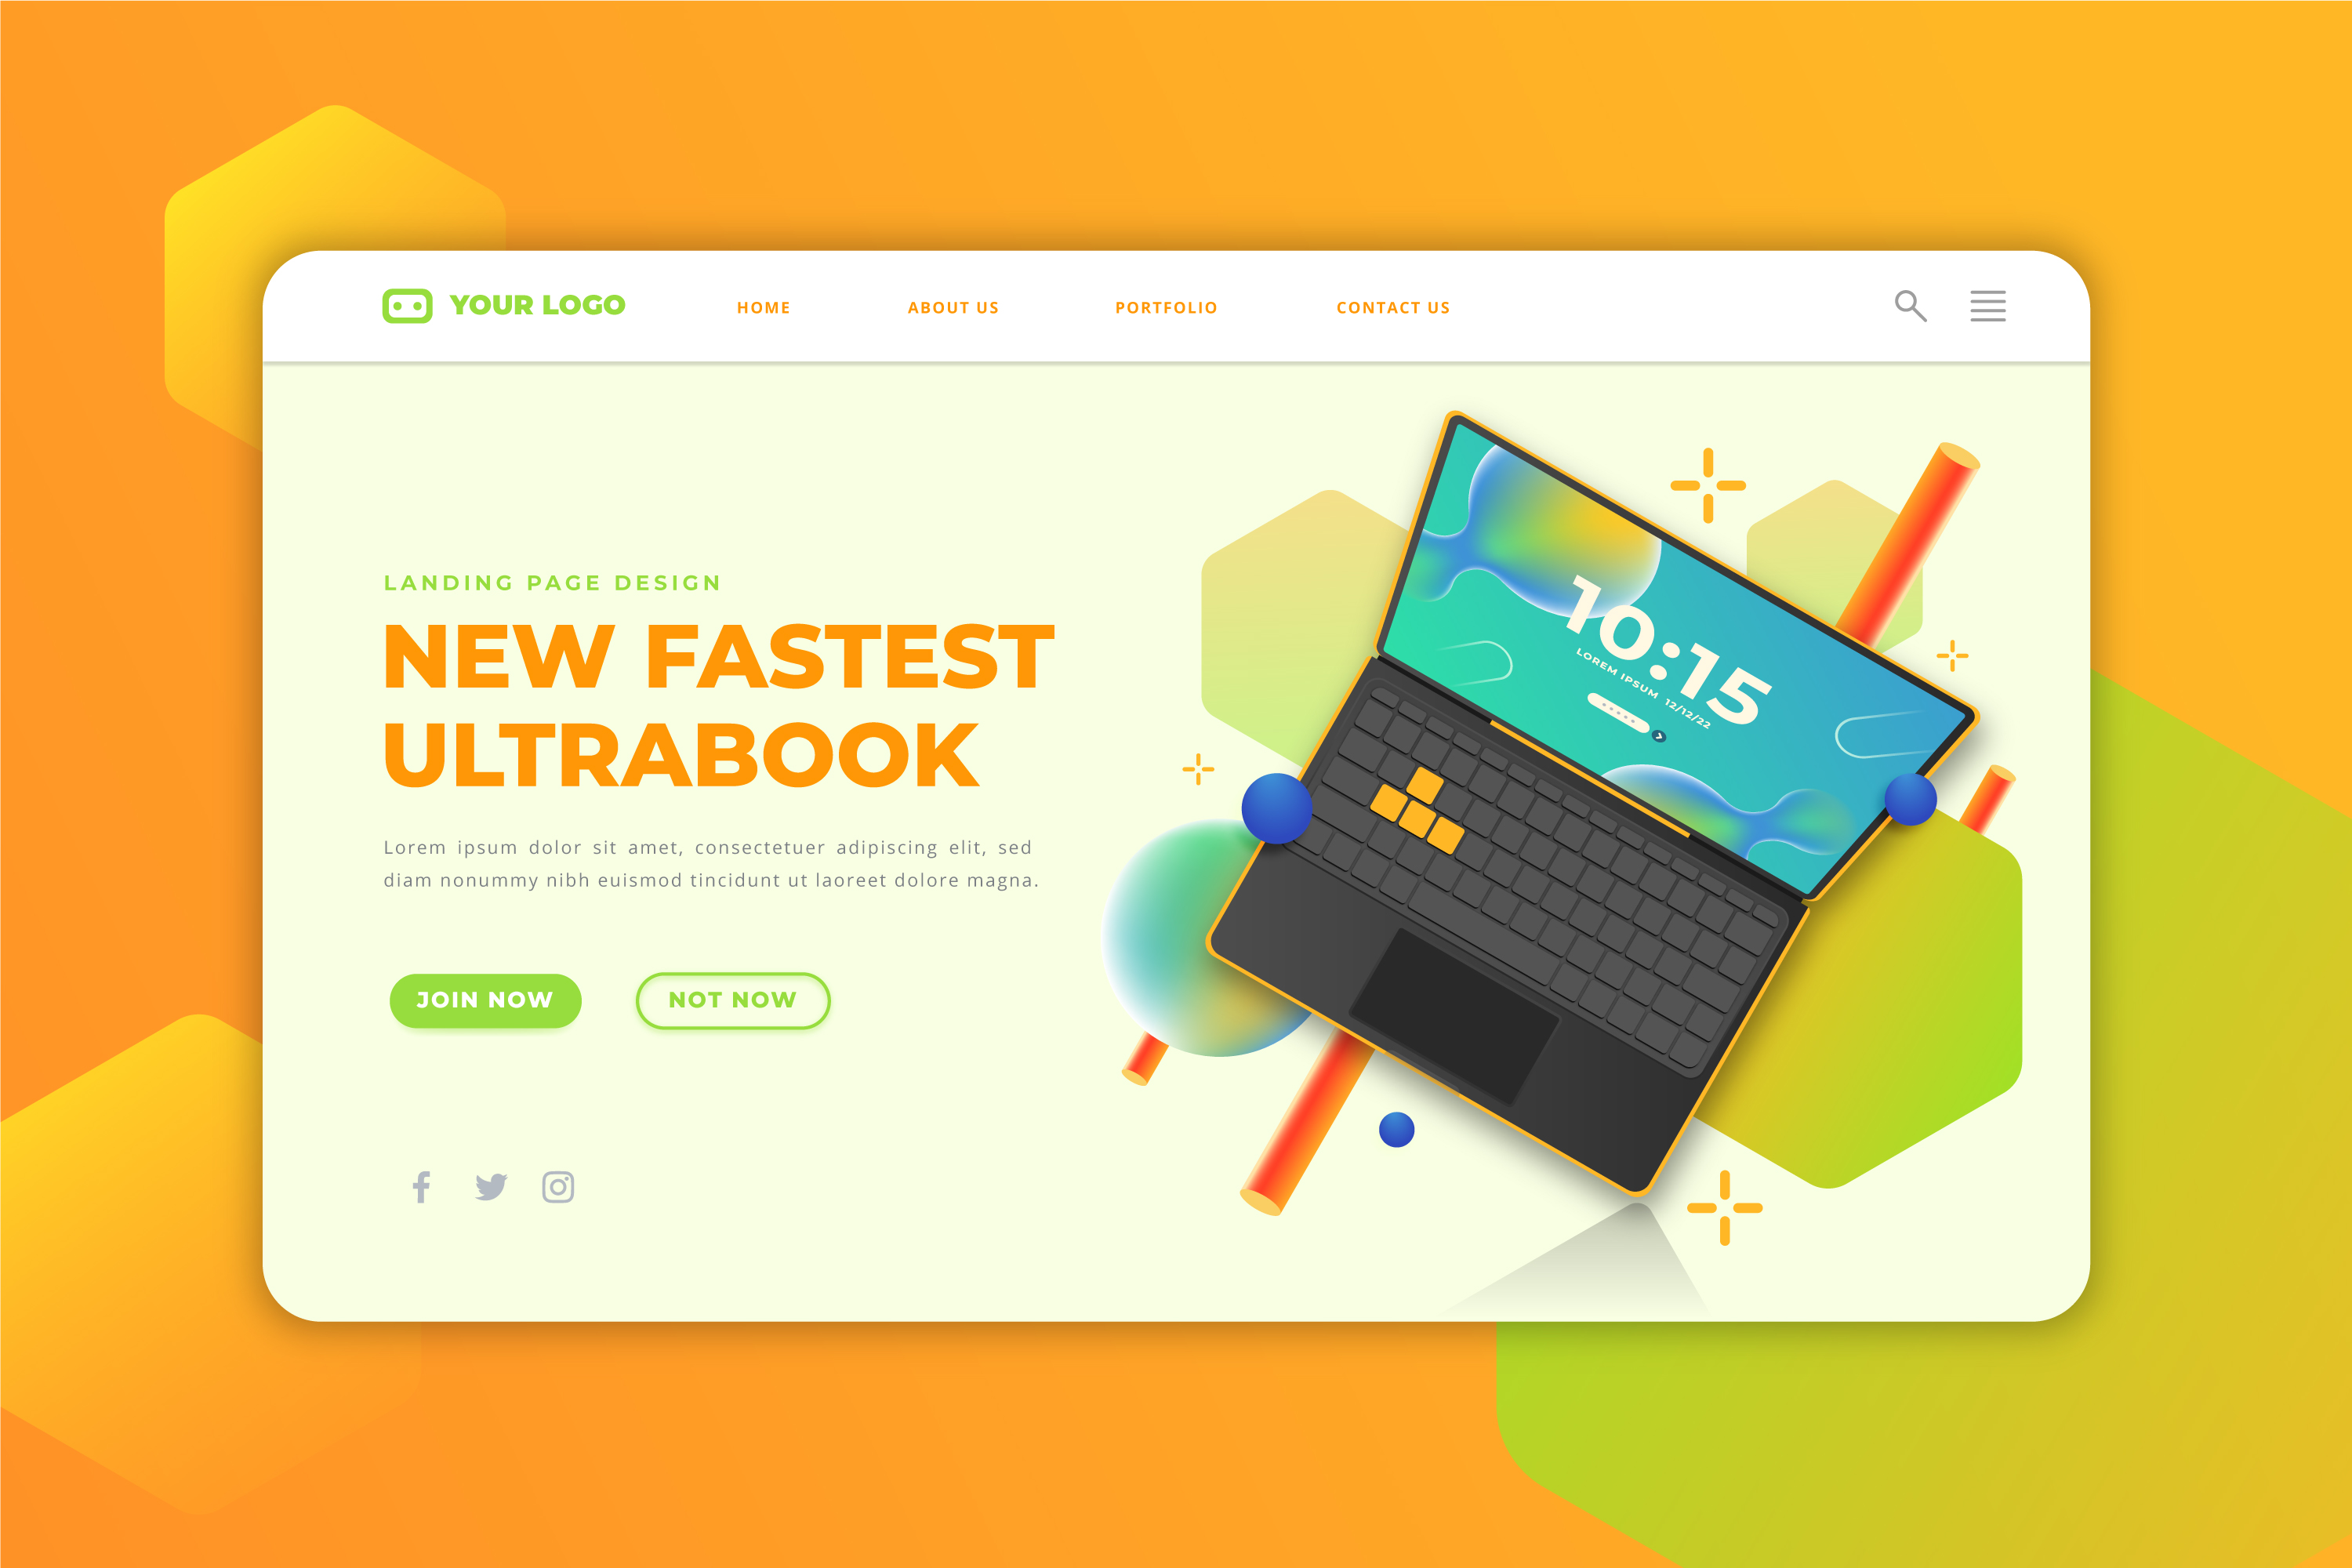 YOUR LOGO
HOME
ABOUT US
PORTFOLIO
CONTACT US
LANDING PAGE DESIGN
NEW FASTEST
ULTRABOOK
Lorem ipsum dolor sit amet, consectetuer adipiscing elit, sed
diam nonummy nibh euismod tincidunt ut laoreet dolore magna.
JOIN NOW
NOT NOW
10:15
LOREM IPSUM 12/12/22